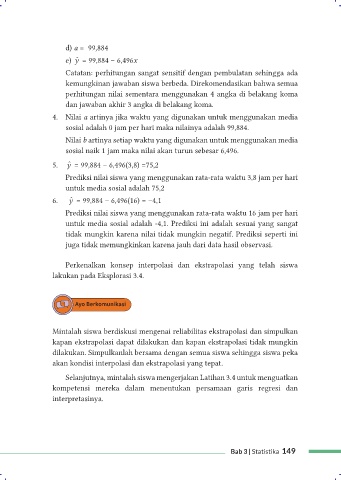 d) a = 99,884
e) ŷ = 99,884 – 6,496x
Catatan: perhitungan sangat sensitif dengan pembulatan sehingga ada
kemungkinan jawaban siswa berbeda. Direkomendasikan bahwa semua
perhitungan nilai sementara menggunakan 4 angka di belakang koma
dan jawaban akhir 3 angka di belakang koma.
4. Nilai a artinya jika waktu yang digunakan untuk menggunakan media
sosial adalah 0 jam per hari maka nilainya adalah 99,884.
Nilai b artinya setiap waktu yang digunakan untuk menggunakan media
sosial naik 1 jam maka nilai akan turun sebesar 6,496.
5. ŷ = 99,884 – 6,496(3,8) =75,2
Prediksi nilai siswa yang menggunakan rata-rata waktu 3,8 jam per hari
untuk media sosial adalah 75,2
6. ŷ = 99,884 – 6,496(16) = –4,1
Prediksi nilai siswa yang menggunakan rata-rata waktu 16 jam per hari
untuk media sosial adalah -4,1. Prediksi ini adalah sesuai yang sangat
tidak mungkin karena nilai tidak mungkin negatif. Prediksi seperti ini
juga tidak memungkinkan karena jauh dari data hasil observasi.
Perkenalkan konsep interpolasi dan ekstrapolasi yang telah siswa
lakukan pada Eksplorasi 3.4.
Ayo Berkomunikasi
Mintalah siswa berdiskusi mengenai reliabilitas ekstrapolasi dan simpulkan
kapan ekstrapolasi dapat dilakukan dan kapan ekstrapolasi tidak mungkin
dilakukan. Simpulkanlah bersama dengan semua siswa sehingga siswa peka
akan kondisi interpolasi dan ekstrapolasi yang tepat.
Selanjutnya, mintalah siswa mengerjakan Latihan 3.4 untuk menguatkan
kompetensi mereka dalam menentukan persamaan garis regresi dan
interpretasinya.
Bab 3 | Statistika 149